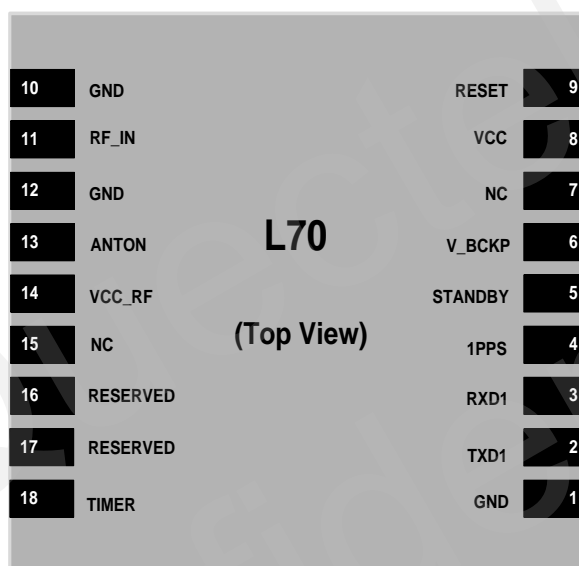 10 GND RESET 9
11 RF_IN VCC 8
12 GND NC 7
13 ANTON L70 V_BCKP 6
14 VCC_RF STANDBY 5
15 NC (Top View) 1PPS 4
16 RESERVED RXD1 3
17 RESERVED TXD1 2
18 TIMER GND 1